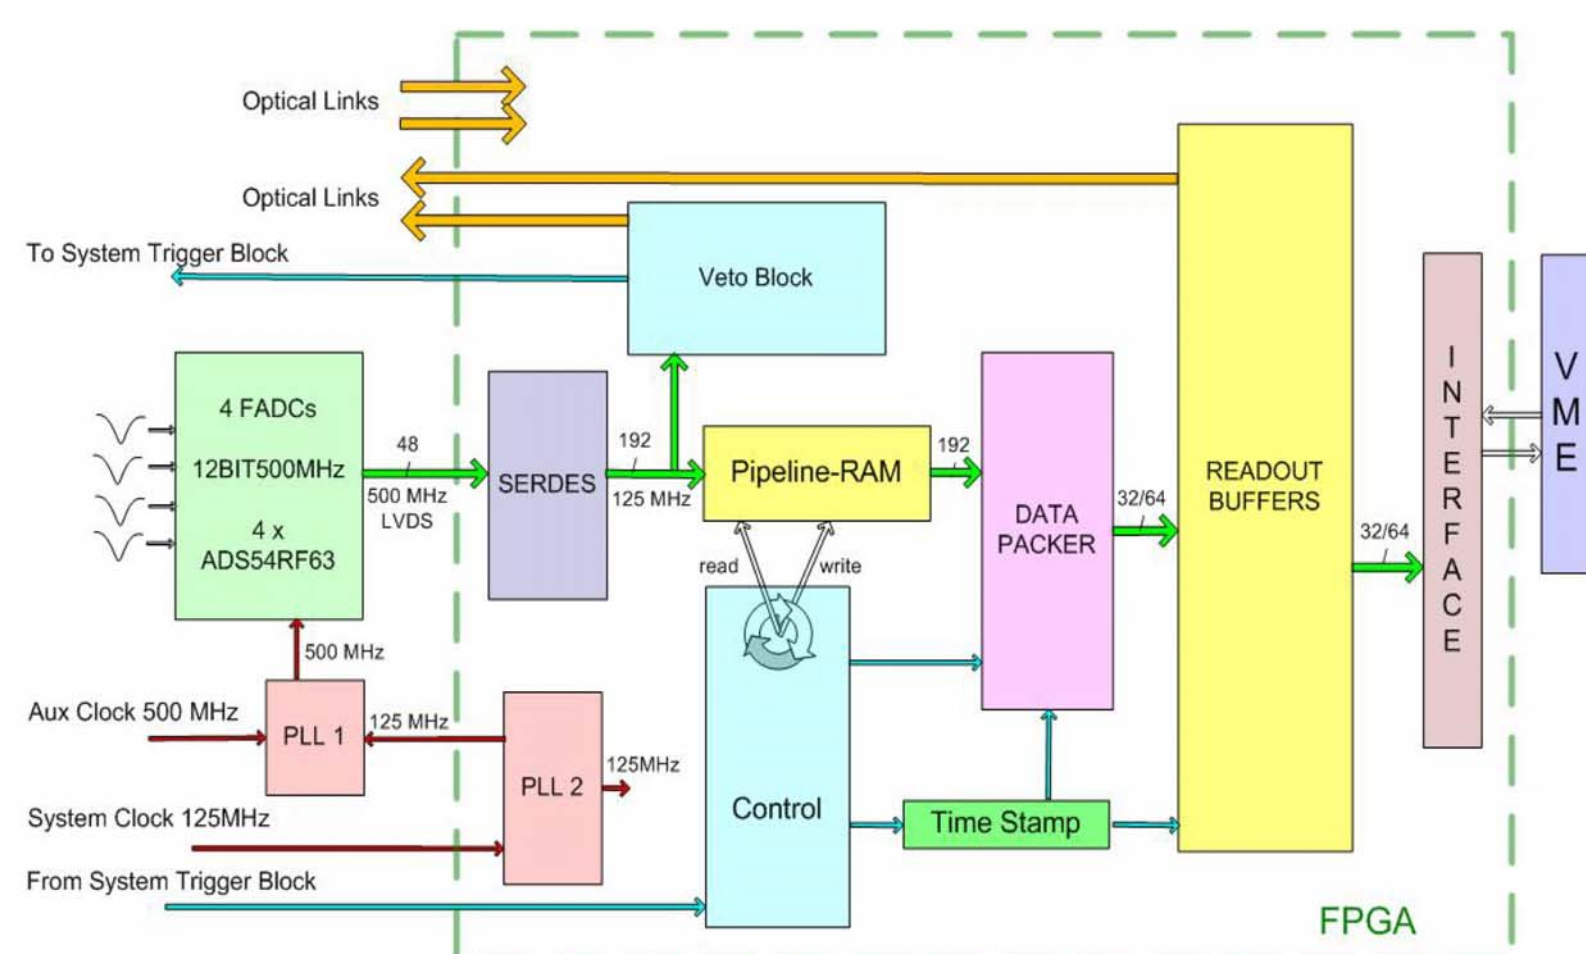 Optical Links
Optical Links
To System Trigger Block
Veto Block
4 FADCs
12BIT500MHz
4 x
ADS54RF63
48
500 MHz
LVDS
SERDES
192
125 MHz
Pipeline-RAM
192
read
write
DATA
PACKER
32/64
READOUT
BUFFERS
32/64
INTERFACE
VME
500 MHz
Aux Clock 500 MHz
PLL 1
125 MHz
PLL 2
125MHz
System Clock 125MHz
Control
Time Stamp
From System Trigger Block
FPGA